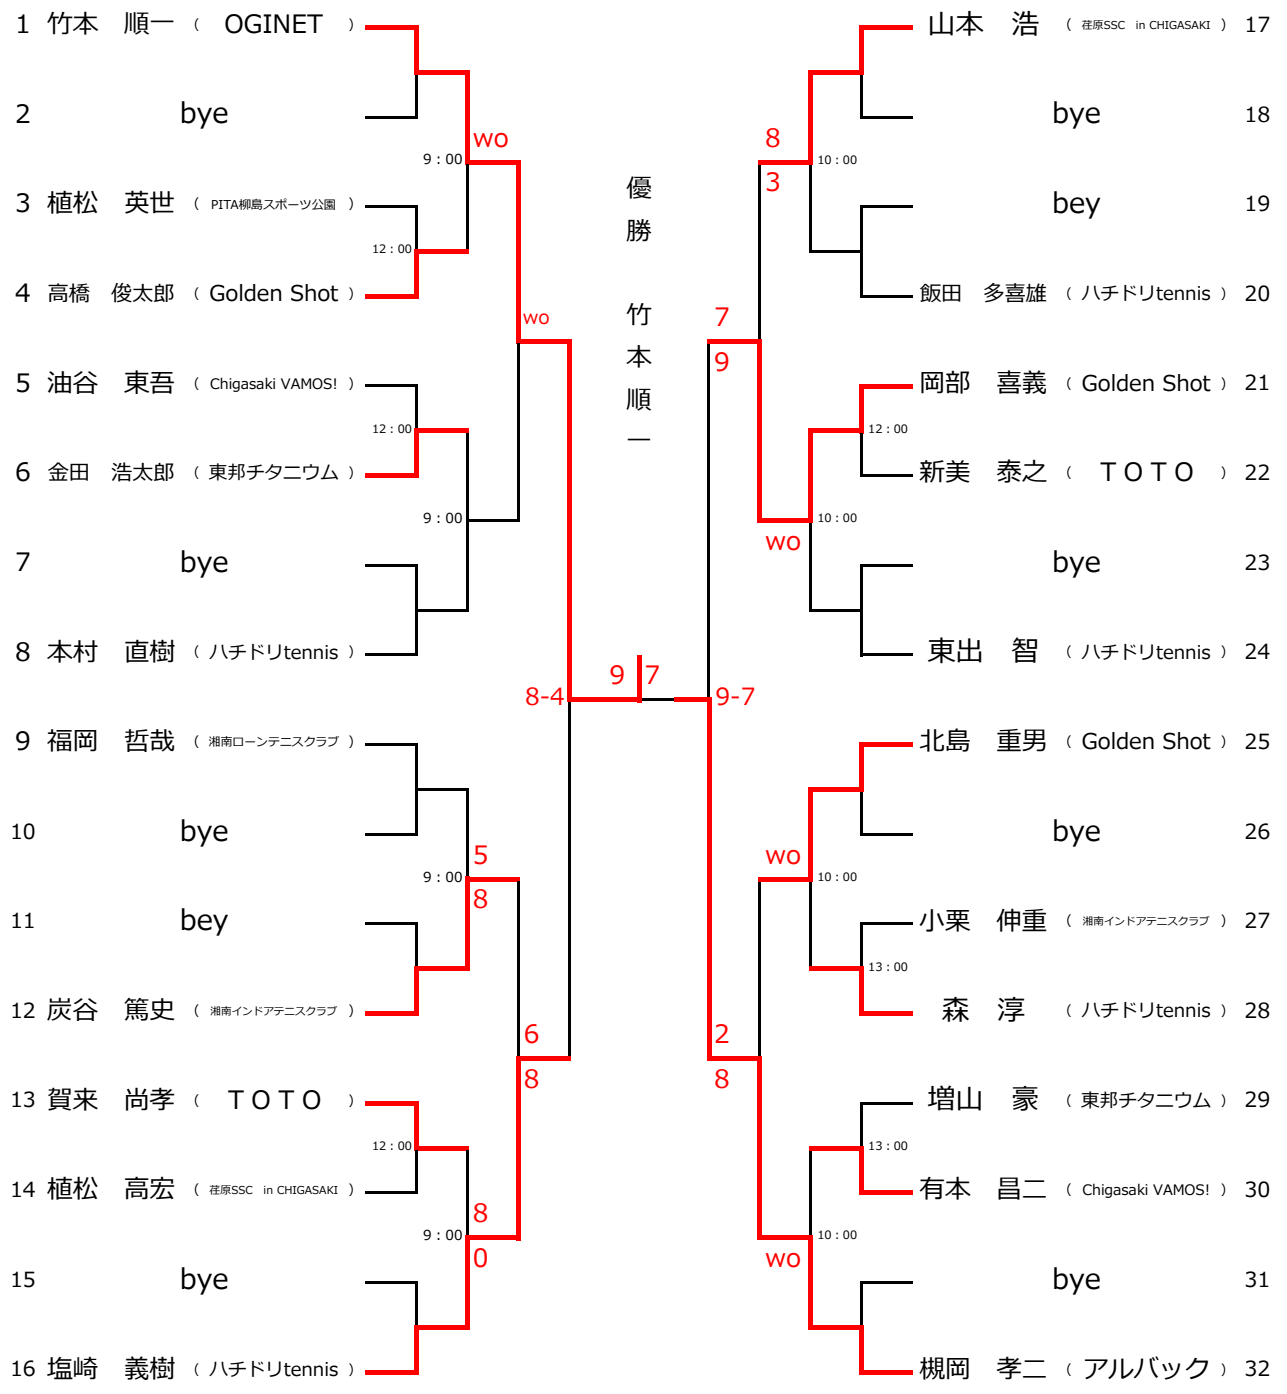 1 竹本 順一 ( OGINET )
2 bye
wo
9:00
3 植松 英世 ( PITA柳島スポーツ公園 )
12:00
4 高橋 俊太郎 ( Golden Shot )
wo
5 油谷 東吾 ( Chigasaki VAMOS! )
12:00
6 金田 浩太郎 ( 東邦チタニウム )
9:00
7 bye
8 本村 直樹 ( ハチドリtennis )
8-4
9 福岡 哲哉 ( 湘南ローンテニスクラブ )
10 bye
5
9:00
8
11 bey
12 炭谷 篤史 ( 湘南インドアテニスクラブ )
6
8
13 賀来 尚孝 ( TOTO )
12:00
14 植松 高宏 ( 荏原SSC in CHIGASAKI )
8
9:00
0
15 bye
16 塩崎 義樹 ( ハチドリtennis )
優勝 竹本順一
9 7
山本 浩 ( 荏原SSC in CHIGASAKI ) 17
bye 18
8
10:00
3
bey 19
飯田 多喜雄 ( ハチドリtennis ) 20
7
9
岡部 喜義 ( Golden Shot ) 21
12:00
新美 泰之 ( TOTO ) 22
10:00
wo
bye 23
東出 智 ( ハチドリtennis ) 24
9-7
北島 重男 ( Golden Shot ) 25
bye 26
wo
10:00
小栗 伸重 ( 湘南インドアテニスクラブ ) 27
13:00
森 淳 ( ハチドリtennis ) 28
2
8
増山 豪 ( 東邦チタニウム ) 29
13:00
有本 昌二 ( Chigasaki VAMOS! ) 30
10:00
wo
bye 31
槻岡 孝二 ( アルバック ) 32